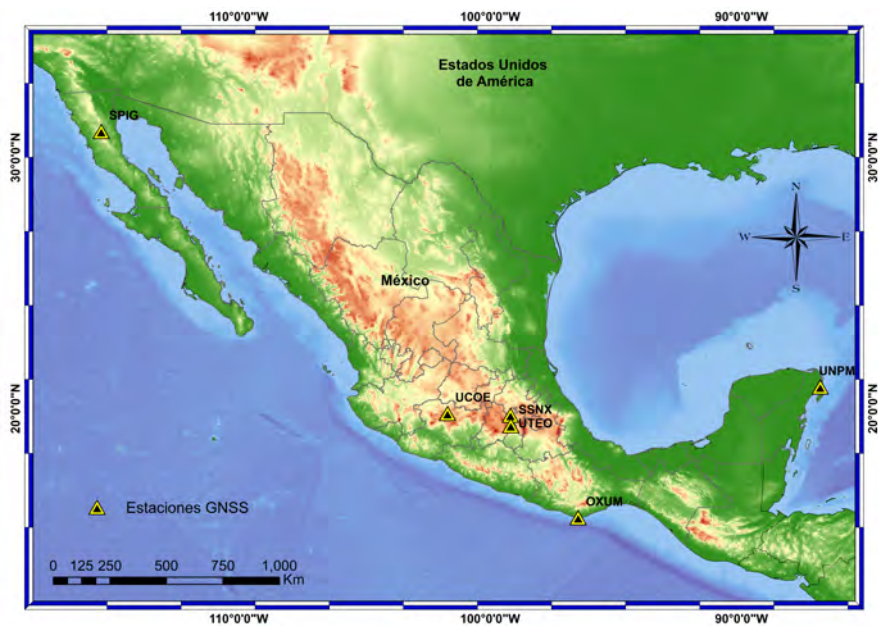 110°0'0"W 100°0'0"W 90°0'0"W
Estados Unidos
de América
SPIG
30°0'0"N
30°0'0"N
N
W E
S
México
UNPM
UCOE
SSNX
UTEO
20°0'0"N
20°0'0"N
OXUM
Estaciones GNSS
0 125 250 500 750 1,000
Km
110°0'0"W 100°0'0"W 90°0'0"W